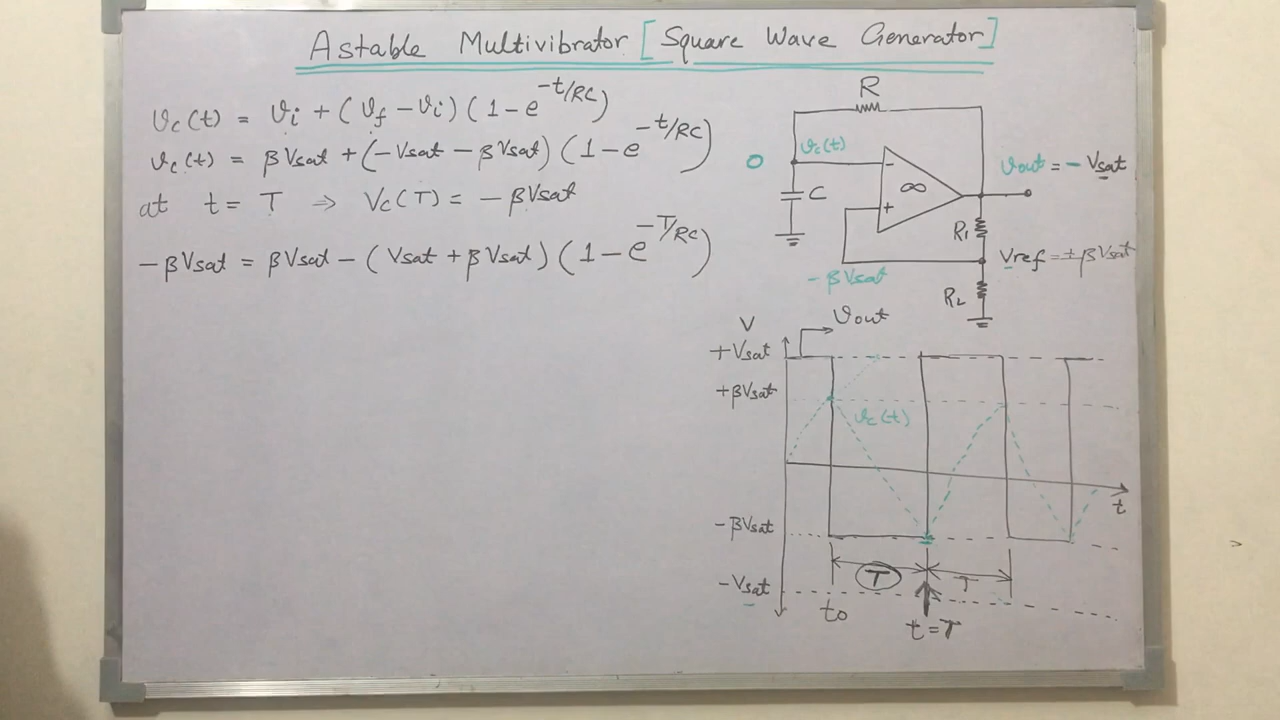 Astable Multivibrator [Square Wave Generator]
𝑣c(t) = 𝑣i + (𝑣f - 𝑣i) (1 - e^-t/RC)
𝑣c(t) = βVsat + (-Vsat - βVsat) (1 - e^-t/RC)
at t = T ⇒ Vc(T) = - βVsat
- βVsat = βVsat - (Vsat + βVsat) (1 - e^-T/RC)
R
𝑣c(t)
0
C
-
∞
+
𝑣out = - Vsat
R1
- βVsat
Vref = ± βVsat
R2
V
𝑣out
+Vsat
+βVsat
𝑣c(t)
t
- βVsat
T
T
- Vsat
t0
t = T